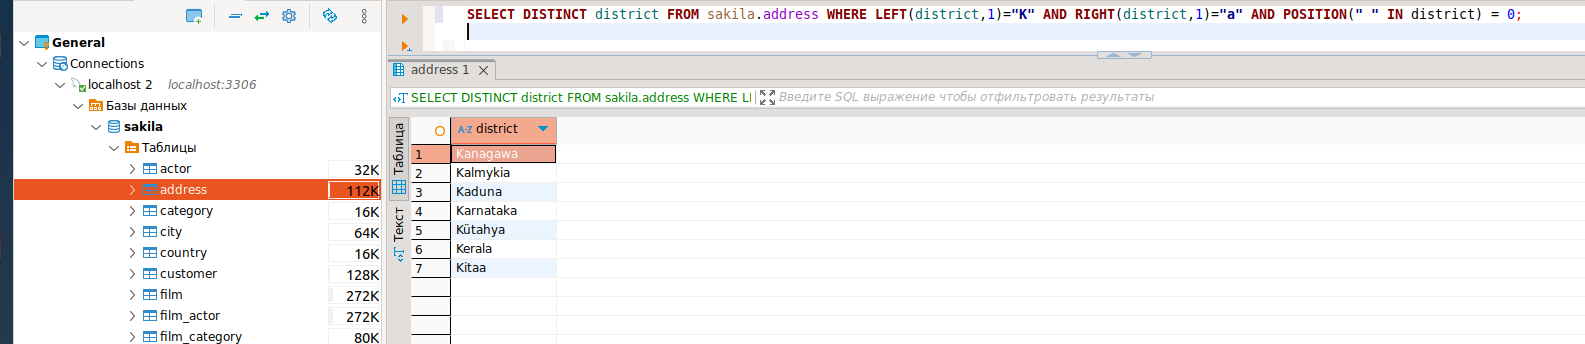 General
Connections
localhost 2 localhost:3306
Базы данных
sakila
Таблицы
actor 32K
address 112K
category 16K
city 64K
country 16K
customer 128K
film 272K
film_actor 272K
film_category 80K
SELECT DISTINCT district FROM sakila.address WHERE LEFT(district,1)="K" AND RIGHT(district,1)="a" AND POSITION(" " IN district) = 0;
address 1
SELECT DISTINCT district FROM sakila.address WHERE LI Введите SQL выражение чтобы отфильтровать результаты
Таблица
Текст
A-Z district
1 Kanagawa
2 Kalmykia
3 Kaduna
4 Karnataka
5 Kütahya
6 Kerala
7 Kitaa